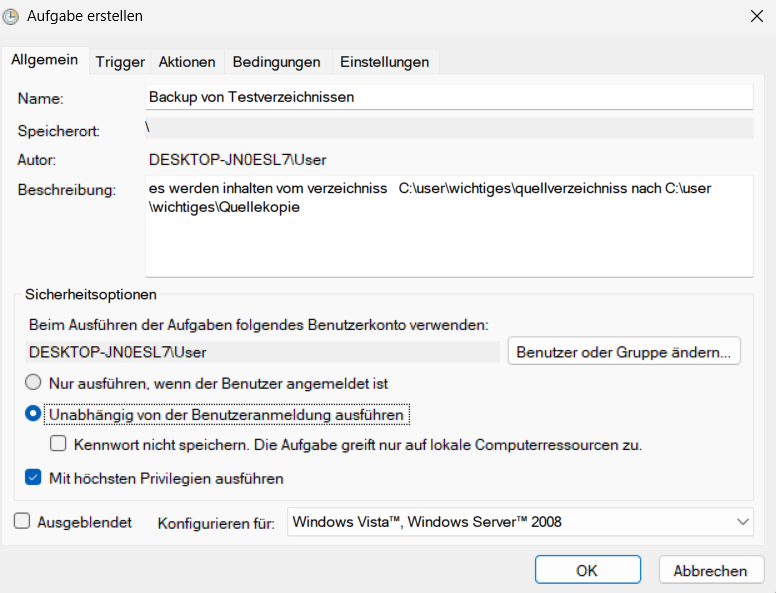 Aufgabe erstellen
Allgemein Trigger Aktionen Bedingungen Einstellungen
Name: Backup von Testverzeichnissen
Speicherort: \
Autor: DESKTOP-JN0ESL7\User
Beschreibung: es werden inhalten vom verzeichniss C:\user\wichtiges\quellverzeichniss nach C:\user
\wichtiges\Quellekopie
Sicherheitsoptionen
Beim Ausführen der Aufgaben folgendes Benutzerkonto verwenden:
DESKTOP-JN0ESL7\User Benutzer oder Gruppe ändern...
Nur ausführen, wenn der Benutzer angemeldet ist
Unabhängig von der Benutzeranmeldung ausführen
Kennwort nicht speichern. Die Aufgabe greift nur auf lokale Computerressourcen zu.
Mit höchsten Privilegien ausführen
Ausgeblendet Konfigurieren für: Windows Vista™, Windows Server™ 2008
OK Abbrechen